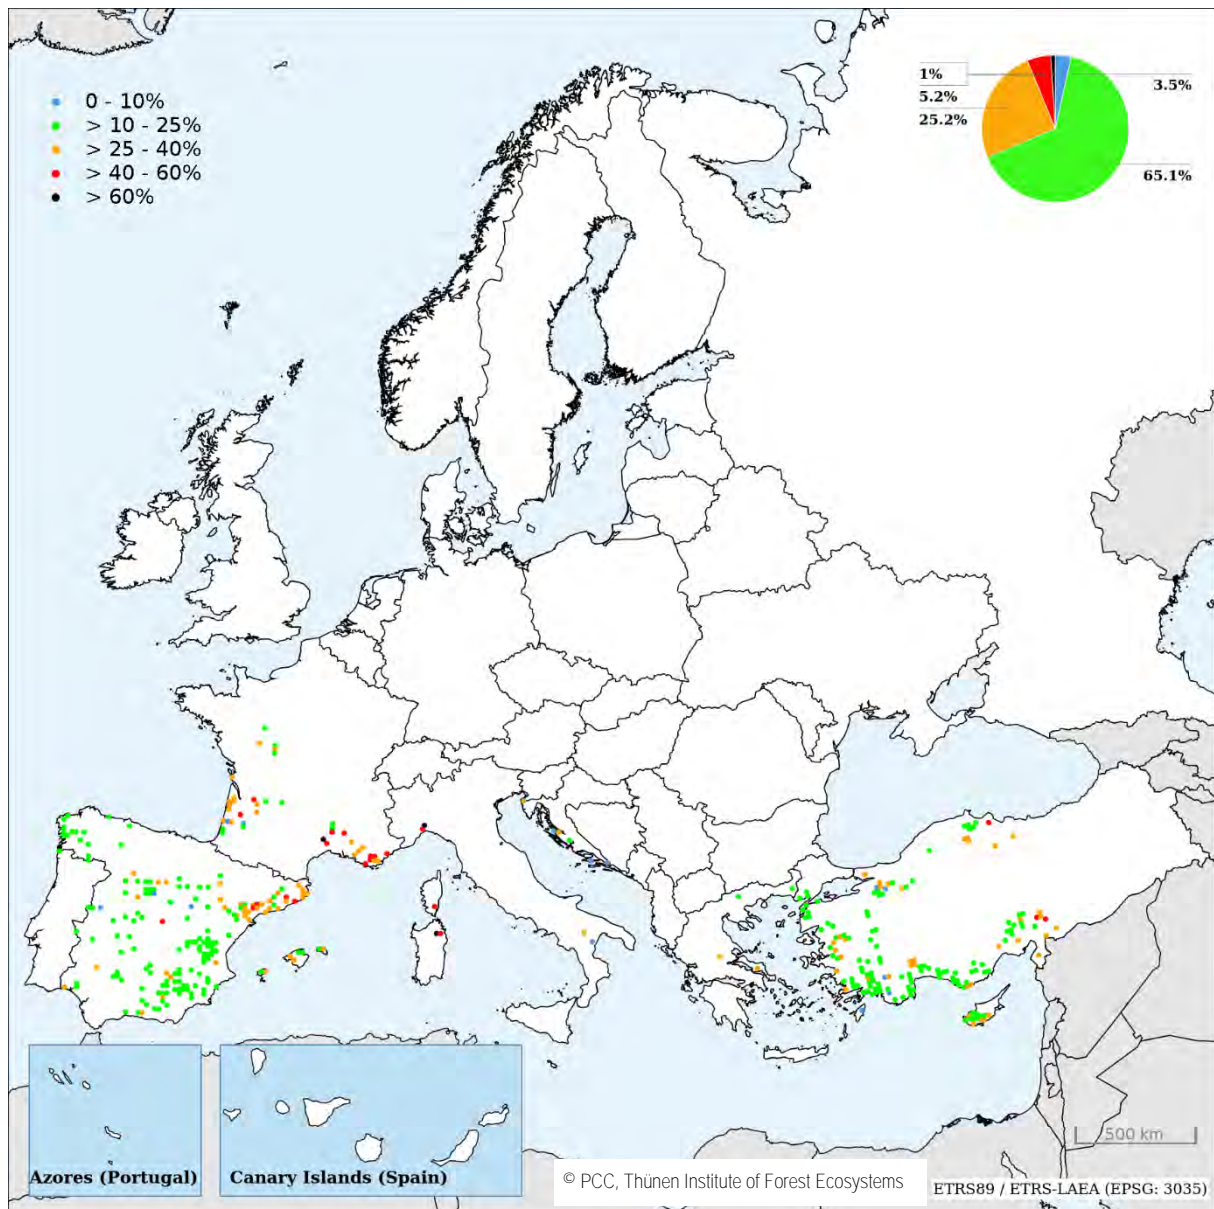 0 - 10%
> 10 - 25%
> 25 - 40%
> 40 - 60%
> 60%
1%
5.2%
25.2%
3.5%
65.1%
500 km
Azores (Portugal)
Canary Islands (Spain)
© PCC, Thünen Institute of Forest Ecosystems
ETRS89 / ETRS-LAEA (EPSG: 3035)